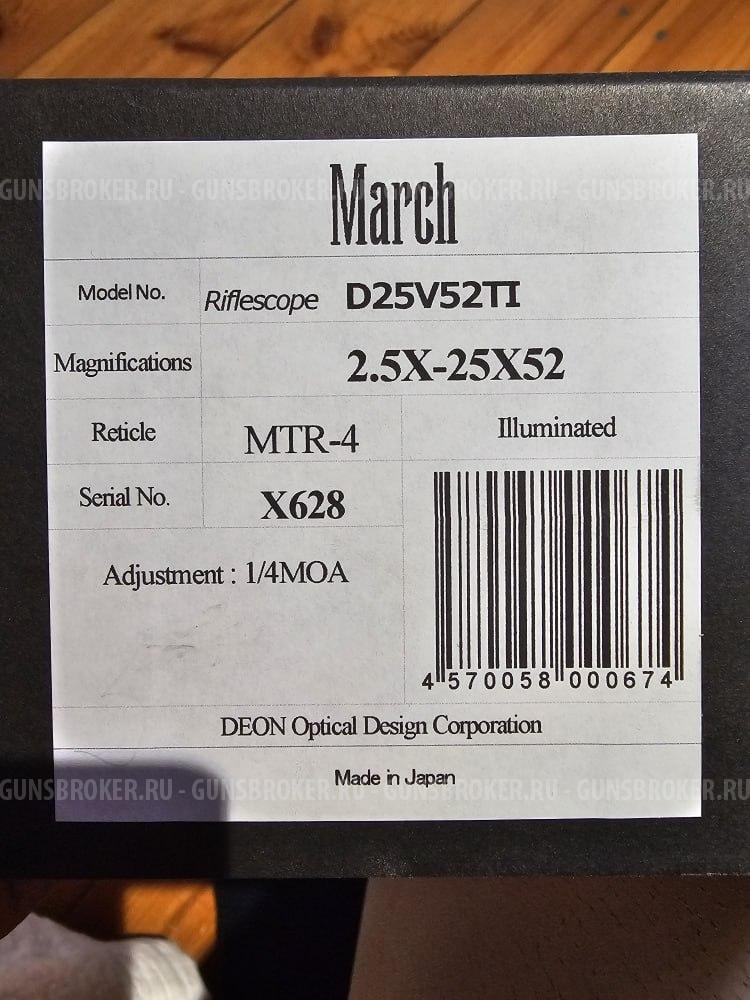 March
GUNSBROKER.RU - GUNSBROKER.RU - GUNSBROKER.RU - GUNSBROKER.RU
Model No. Riflescope D25V52TI
Magnifications 2.5X-25X52
Reticle MTR-4 Illuminated
Serial No. X628
Adjustment : 1/4MOA
4 570058 000674
DEON Optical Design Corporation
Made in Japan
GUNSBROKER.RU - GUNSBROKER.RU - GUNSBROKER.RU - GUNSBROKER.RU